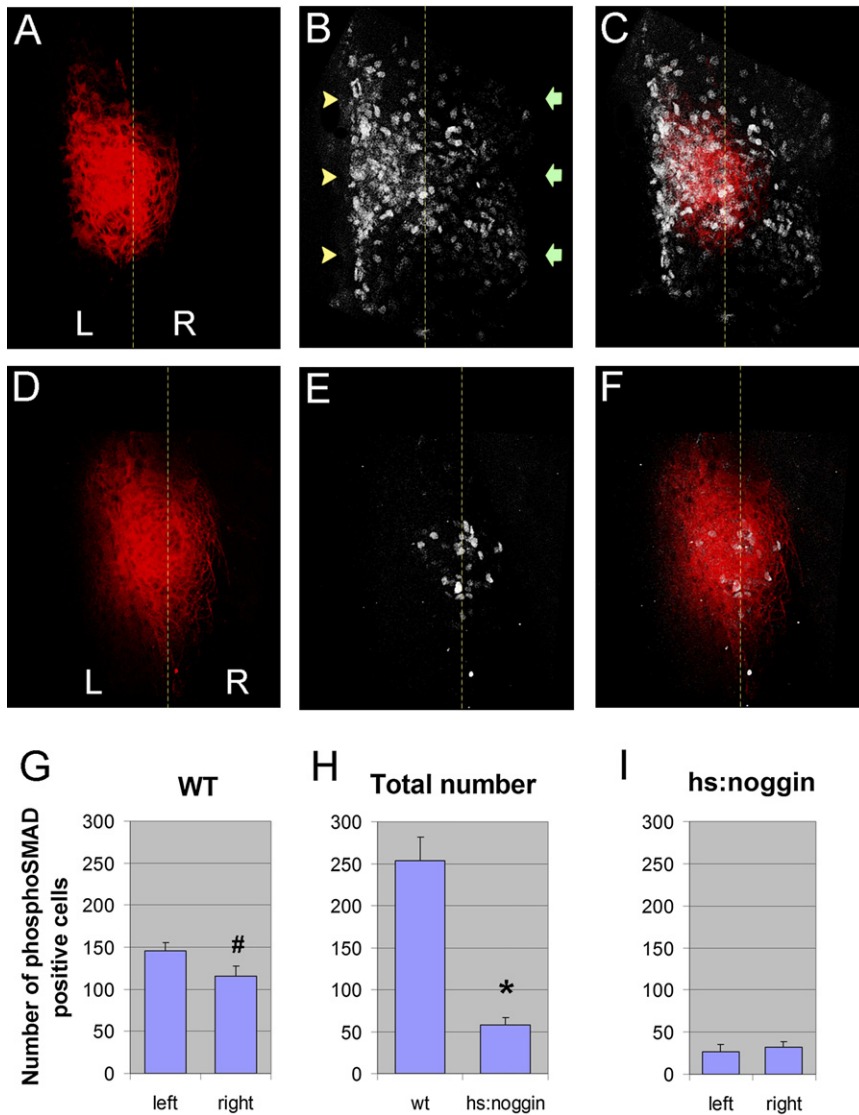 A
B
C
L R
D
E
F
L R
G
H
I
WT
Total number
hs:noggin
Number of phosphoSMAD
positive cells
300
250
200
150
100
50
0
#
left right
300
250
200
150
100
50
0
*
wt hs:noggin
300
250
200
150
100
50
0
left right